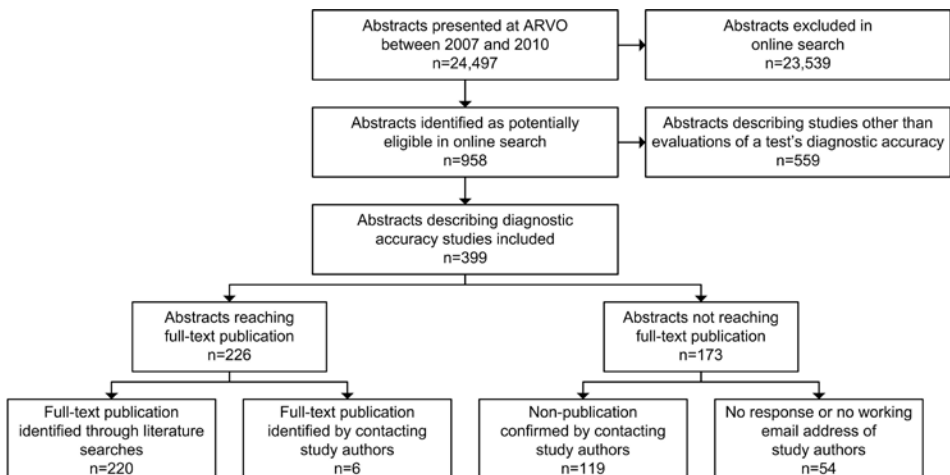 Abstracts presented at ARVO
between 2007 and 2010
n=24,497
Abstracts excluded in
online search
n=23,539
Abstracts identified as potentially
eligible in online search
n=958
Abstracts describing studies other than
evaluations of a test's diagnostic accuracy
n=559
Abstracts describing diagnostic
accuracy studies included
n=399
Abstracts reaching
full-text publication
n=226
Abstracts not reaching
full-text publication
n=173
Full-text publication
identified through literature
searches
n=220
Full-text publication
identified by contacting
study authors
n=6
Non-publication
confirmed by contacting
study authors
n=119
No response or no working
email address of
study authors
n=54